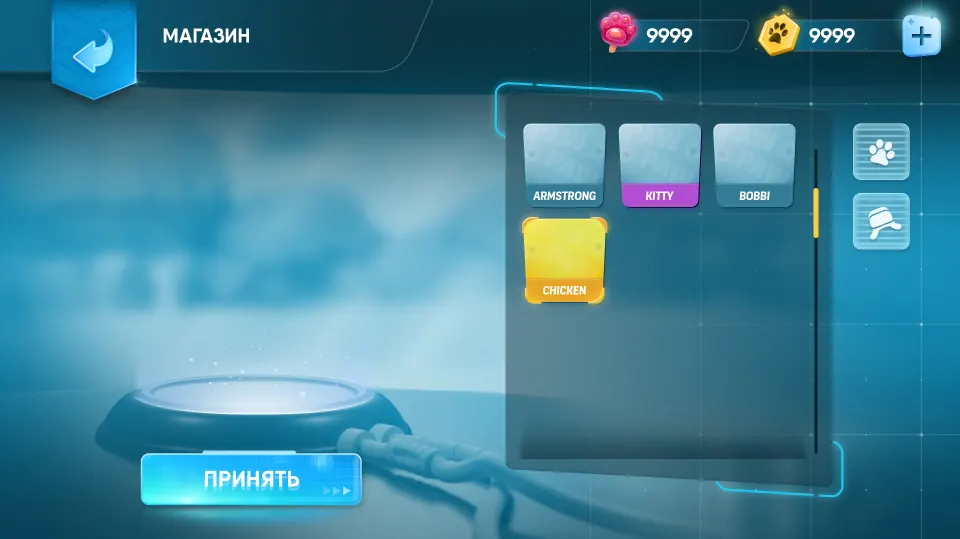 МАГАЗИН
9999
9999
ARMSTRONG
KITTY
BOBBI
CHICKEN
ПРИНЯТЬ